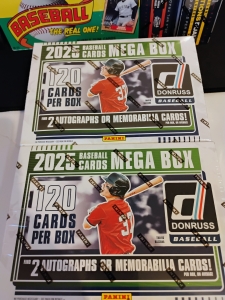 BASEBALL
THE REAL ONE!
2025 BASEBALL CARDS MEGA BOX
120
CARDS
PER BOX
DONRUSS
BASEBALL
2 AUTOGRAPHS OR MEMORABILIA CARDS!
PANINI
2025 BASEBALL CARDS MEGA BOX
120
CARDS
PER BOX
DONRUSS
BASEBALL
2 AUTOGRAPHS OR MEMORABILIA CARDS!
PANINI